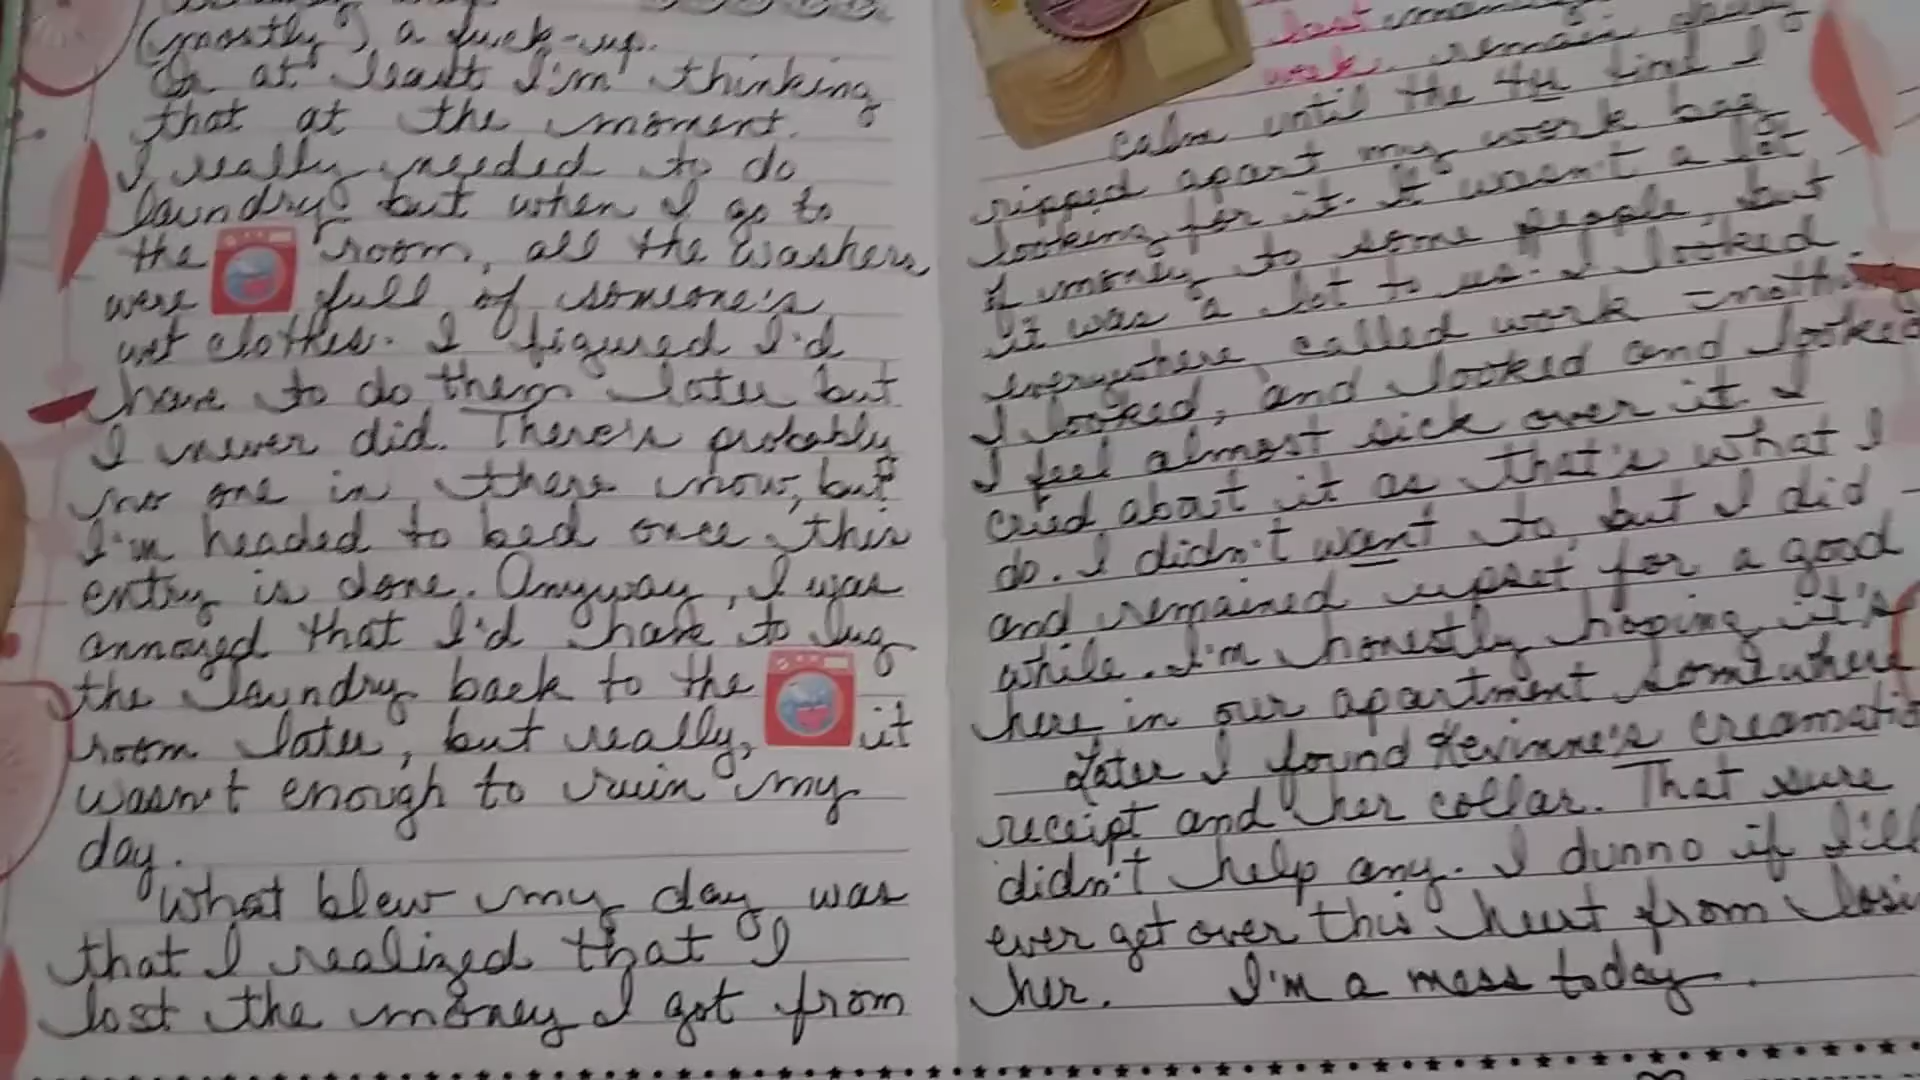 (mostly) a fuck-up.
Or at least I'm thinking
that at the moment.
I really needed to do
laundry but when I go to
the room, all the washers
were full of someone's
wet clothes. I figured I'd
have to do them later but
I never did. There's probably
no one in there now, but
I'm headed to bed once this
entry is done. Anyway, I was
annoyed that I'd have to lug
the laundry back to the
room later, but really, it
wasn't enough to ruin my
day.
What blew my day was
that I realized that I
lost the money I got from
last
work. remain
calm until the 4th time I
ripped apart my work bag
looking for it. It wasn't a lot
of money to some people, but
it was a lot to us. I looked
everywhere, called work =
I looked, and looked and looked
I feel almost sick over it. I
cried about it as that's what I
do. I didn't want to, but I did -
and remained upset for a good
while. I'm honestly hoping it's
here in our apartment somewhere
Later I found Kevinne's creamatio
receipt and her collar. That sure
didn't help any. I dunno if I'll
ever get over this hurt from losi
her. I'm a mess today.